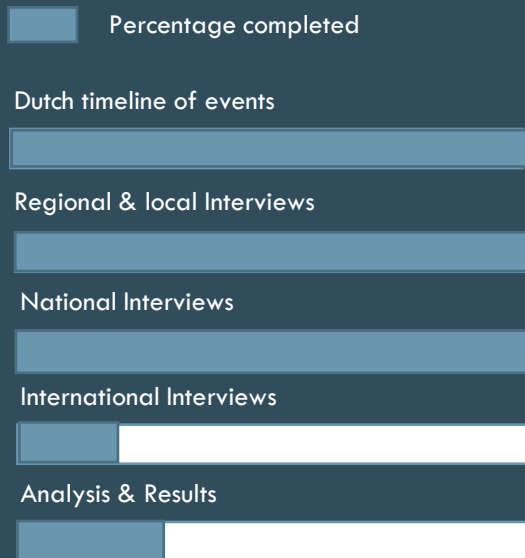 Percentage completed
Dutch timeline of events
Regional & local Interviews
National Interviews
International Interviews
Analysis & Results